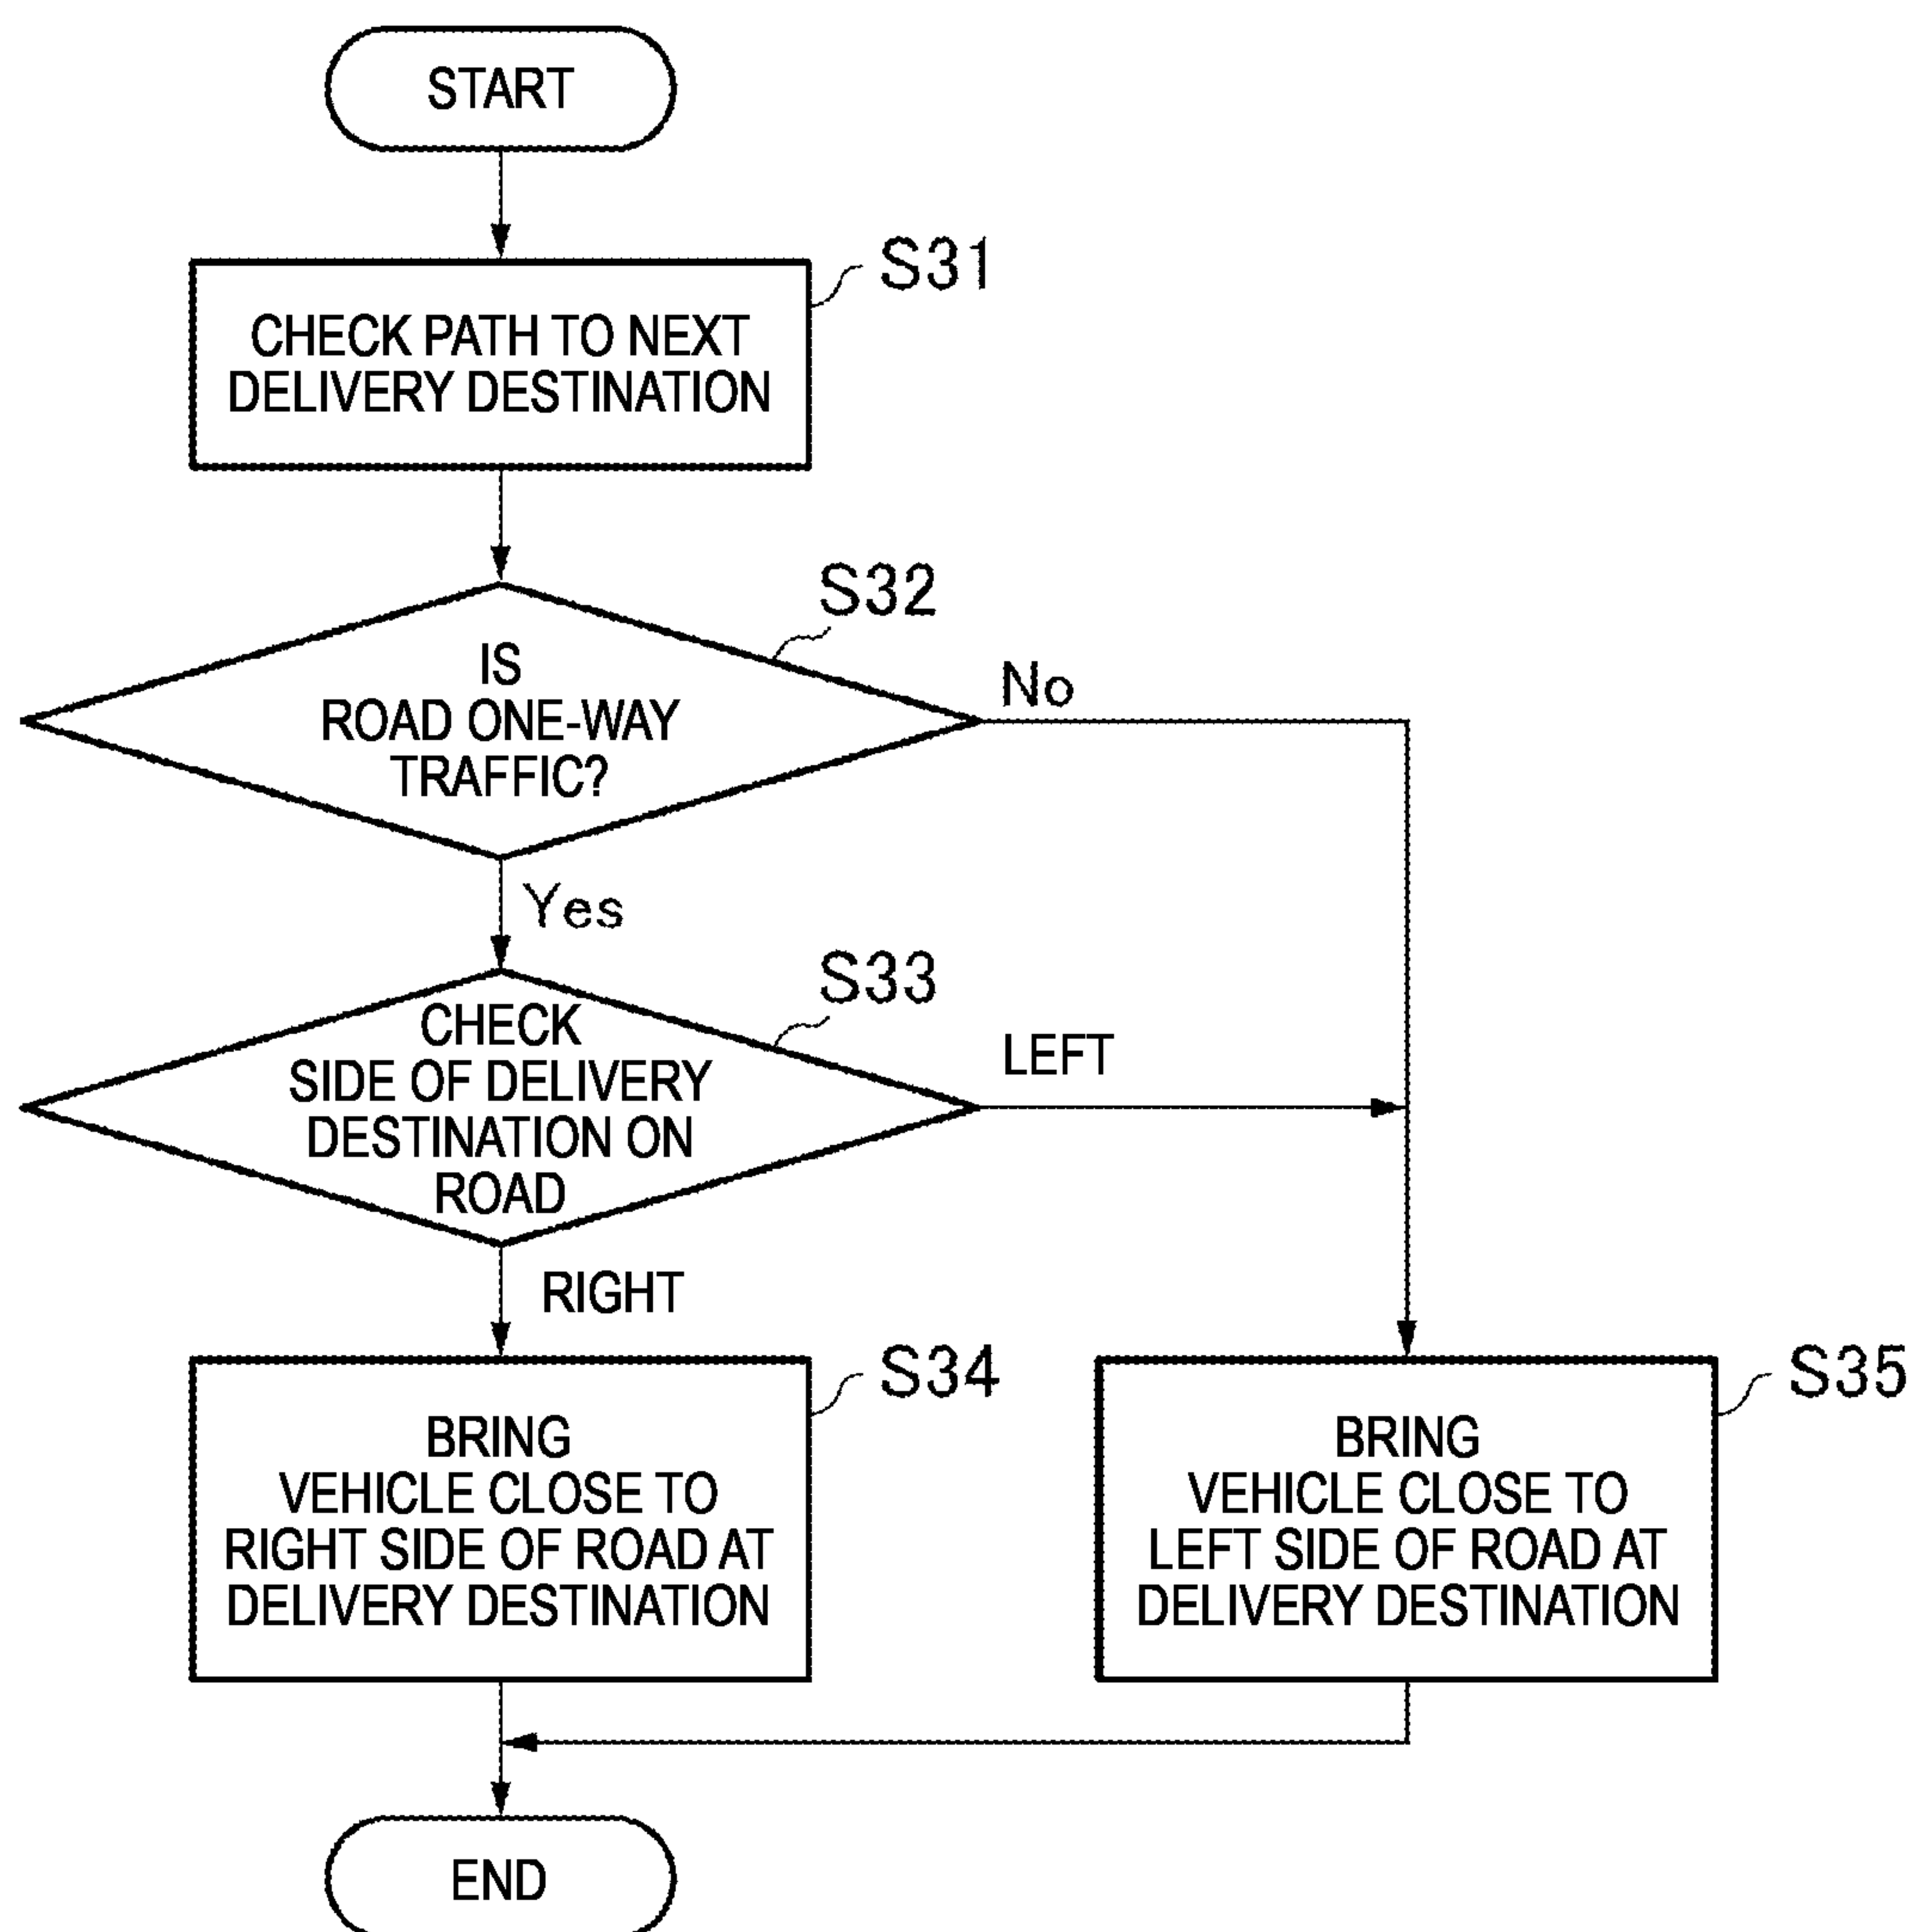 START
S31
CHECK PATH TO NEXT
DELIVERY DESTINATION
S32
IS
ROAD ONE-WAY
TRAFFIC?
No
Yes
S33
CHECK
SIDE OF DELIVERY
DESTINATION ON
ROAD
LEFT
RIGHT
S34
BRING
VEHICLE CLOSE TO
RIGHT SIDE OF ROAD AT
DELIVERY DESTINATION
S35
BRING
VEHICLE CLOSE TO
LEFT SIDE OF ROAD AT
DELIVERY DESTINATION
END